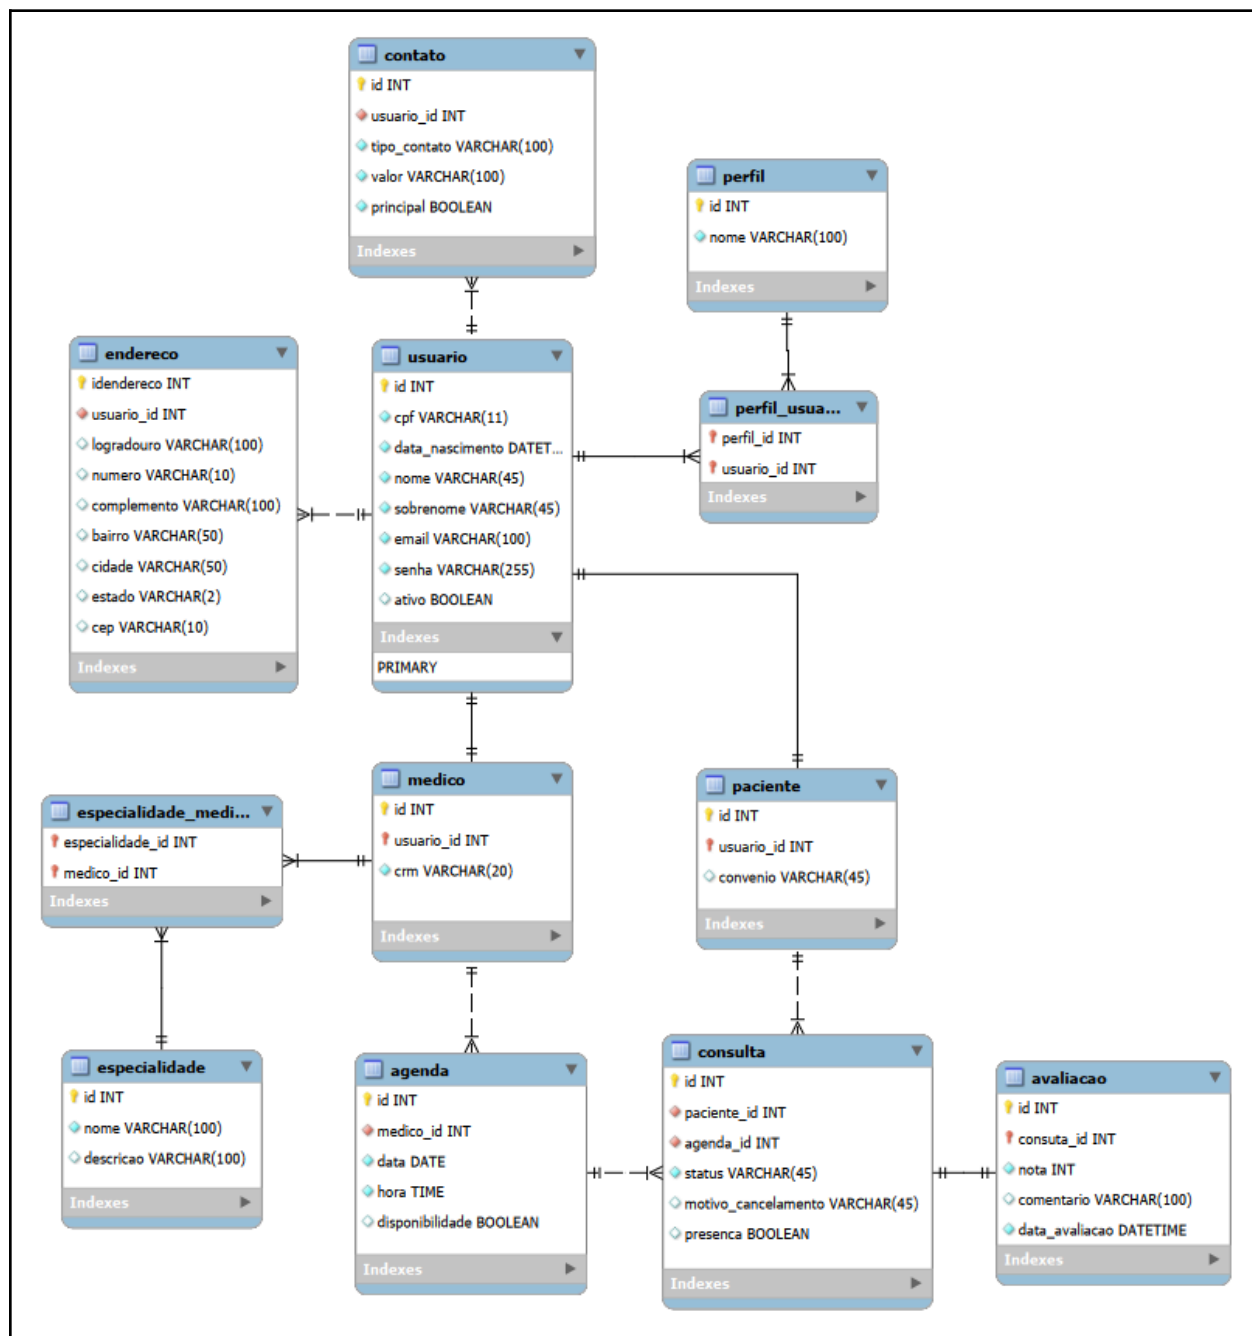 contato
id INT
usuario_id INT
tipo_contato VARCHAR(100)
valor VARCHAR(100)
principal BOOLEAN
Indexes
perfil
id INT
nome VARCHAR(100)
Indexes
endereco
idendereco INT
usuario_id INT
logradouro VARCHAR(100)
numero VARCHAR(10)
complemento VARCHAR(100)
bairro VARCHAR(50)
cidade VARCHAR(50)
estado VARCHAR(2)
cep VARCHAR(10)
Indexes
usuario
id INT
cpf VARCHAR(11)
data_nascimento DATET...
nome VARCHAR(45)
sobrenome VARCHAR(45)
email VARCHAR(100)
senha VARCHAR(255)
ativo BOOLEAN
Indexes
PRIMARY
perfil_usua...
perfil_id INT
usuario_id INT
Indexes
especialidade_medi...
especialidade_id INT
medico_id INT
Indexes
medico
id INT
usuario_id INT
crm VARCHAR(20)
Indexes
paciente
id INT
usuario_id INT
convenio VARCHAR(45)
Indexes
especialidade
id INT
nome VARCHAR(100)
descricao VARCHAR(100)
Indexes
agenda
id INT
medico_id INT
data DATE
hora TIME
disponibilidade BOOLEAN
Indexes
consulta
id INT
paciente_id INT
agenda_id INT
status VARCHAR(45)
motivo_cancelamento VARCHAR(45)
presenca BOOLEAN
Indexes
avaliacao
id INT
consuta_id INT
nota INT
comentario VARCHAR(100)
data_avaliacao DATETIME
Indexes